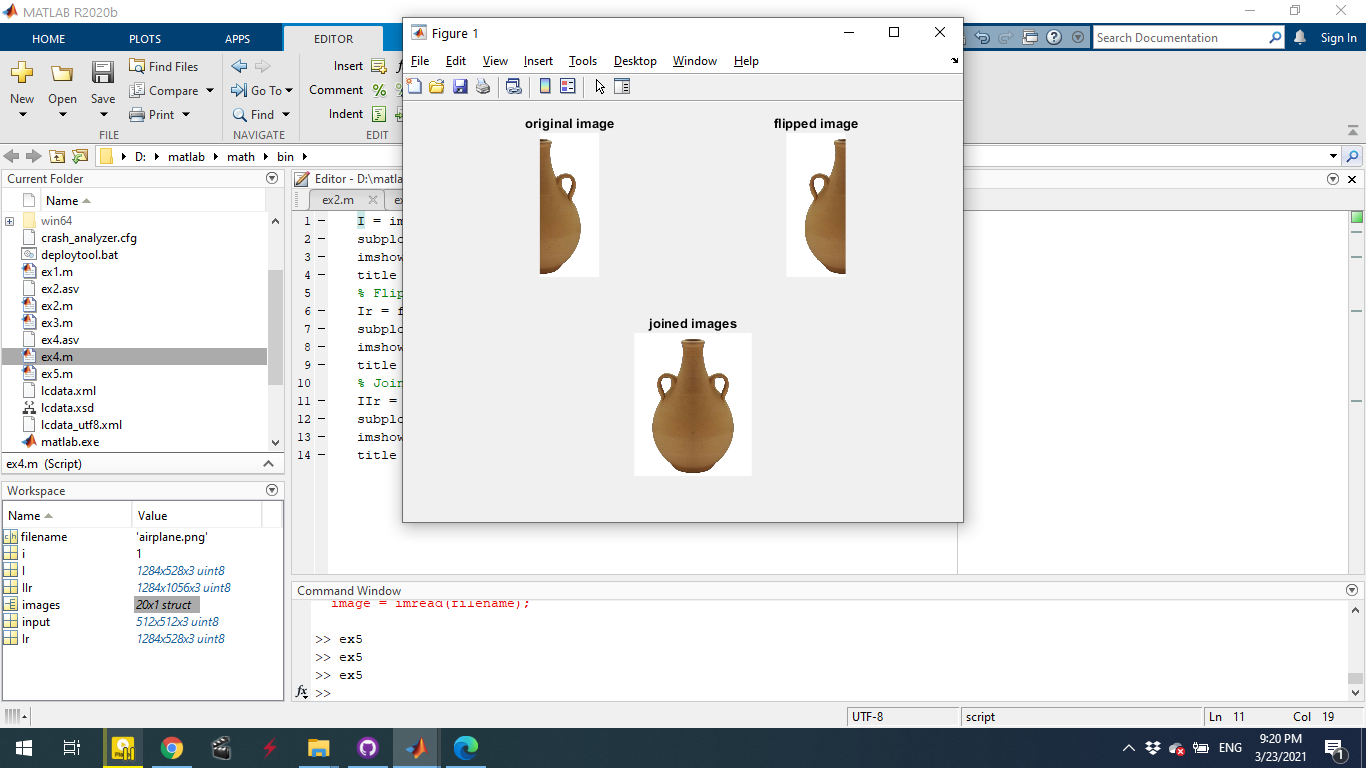 MATLAB R2020b
HOME PLOTS APPS EDITOR
Search Documentation Sign In
New Open Save
Find Files
Compare
Print
FILE
Go To
Find
NAVIGATE
Insert
Comment
Indent
EDIT
D: matlab math bin
Current Folder
Name
win64
crash_analyzer.cfg
deploytool.bat
ex1.m
ex2.asv
ex2.m
ex3.m
ex4.asv
ex4.m
ex5.m
lcdata.xml
lcdata.xsd
lcdata_utf8.xml
matlab.exe
ex4.m (Script)
Workspace
Name Value
filename 'airplane.png'
i 1
I 1284x528x3 uint8
IIr 1284x1056x3 uint8
images 20x1 struct
input 512x512x3 uint8
Ir 1284x528x3 uint8
Editor - D:\matla
ex2.m
1 I = im
2 subplo
3 imshow
4 title
5 % Flip
6 Ir = f
7 subplo
8 imshow
9 title
10 % Join
11 IIr =
12 subplo
13 imshow
14 title
Figure 1
File Edit View Insert Tools Desktop Window Help
original image
flipped image
joined images
Command Window
image = imread(filename);
>> ex5
>> ex5
>> ex5
fx >>
UTF-8 script Ln 11 Col 19
ENG
9:20 PM
3/23/2021
1